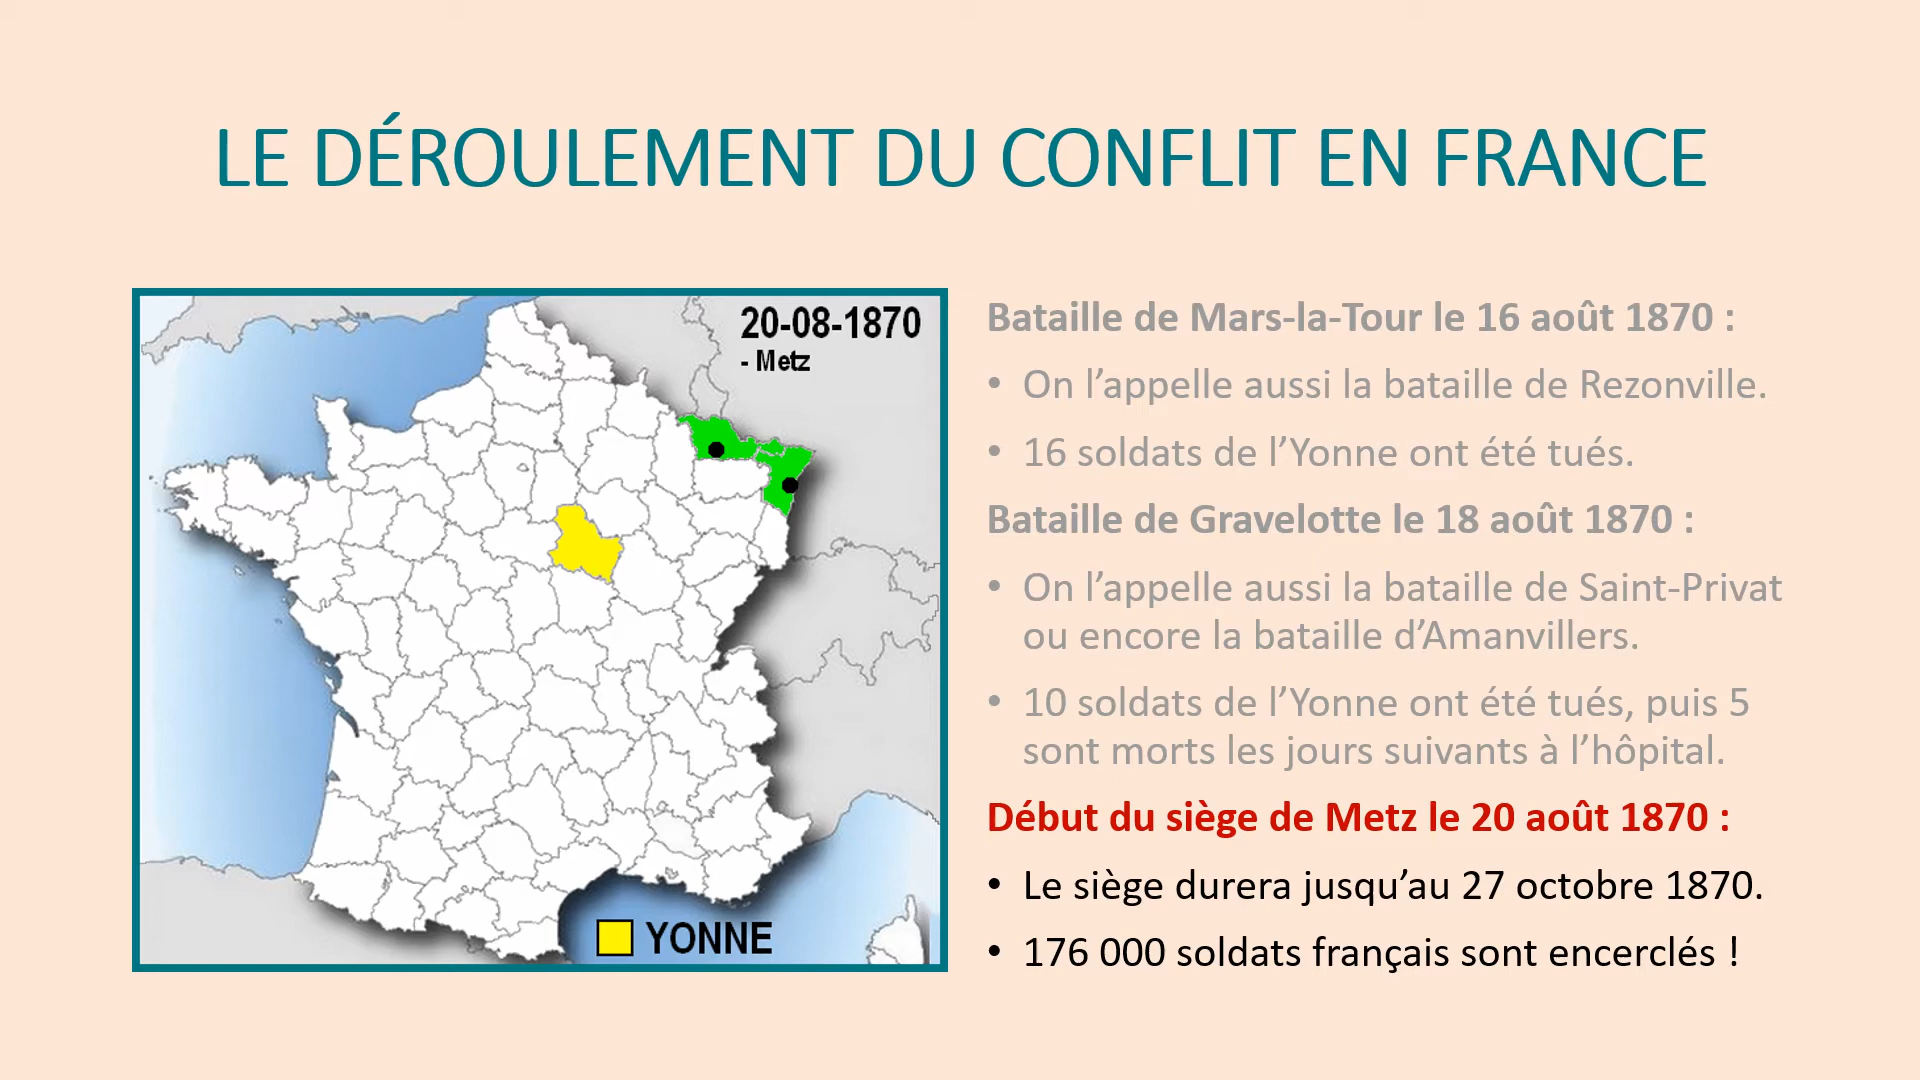 LE DÉROULEMENT DU CONFLIT EN FRANCE
20-08-1870
- Metz
YONNE
Bataille de Mars-la-Tour le 16 août 1870 :
• On l’appelle aussi la bataille de Rezonville.
• 16 soldats de l’Yonne ont été tués.
Bataille de Gravelotte le 18 août 1870 :
• On l’appelle aussi la bataille de Saint-Privat
ou encore la bataille d’Amanvillers.
• 10 soldats de l’Yonne ont été tués, puis 5
sont morts les jours suivants à l’hôpital.
Début du siège de Metz le 20 août 1870 :
• Le siège durera jusqu’au 27 octobre 1870.
• 176 000 soldats français sont encerclés !